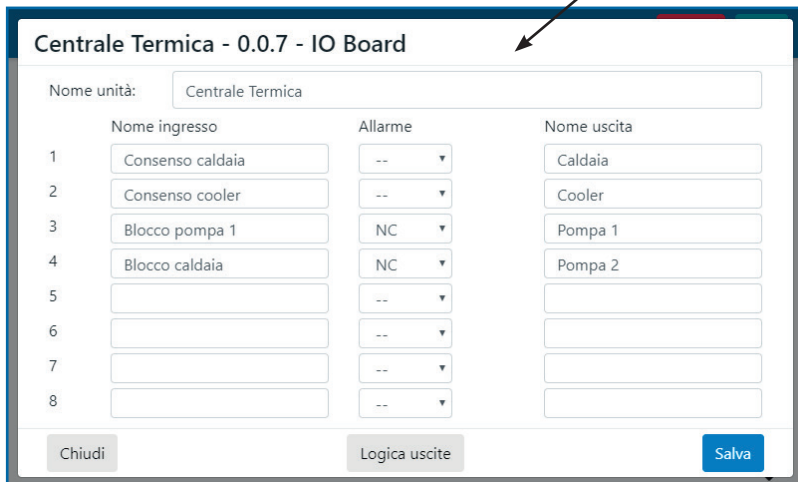 Centrale Termica - 0.0.7 - IO Board
Nome unità: Centrale Termica
Nome ingresso Allarme Nome uscita
1 Consenso caldaia -- Caldaia
2 Consenso cooler -- Cooler
3 Blocco pompa 1 NC Pompa 1
4 Blocco caldaia NC Pompa 2
5 --
6 --
7 --
8 --
Chiudi Logica uscite Salva